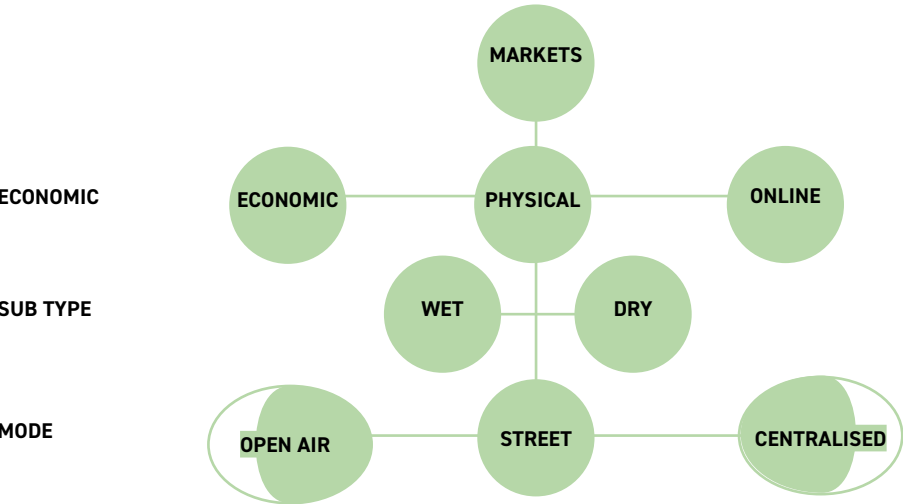 MARKETS
ECONOMIC
ECONOMIC
PHYSICAL
ONLINE
SUB TYPE
WET
DRY
MODE
OPEN AIR
STREET
CENTRALISED